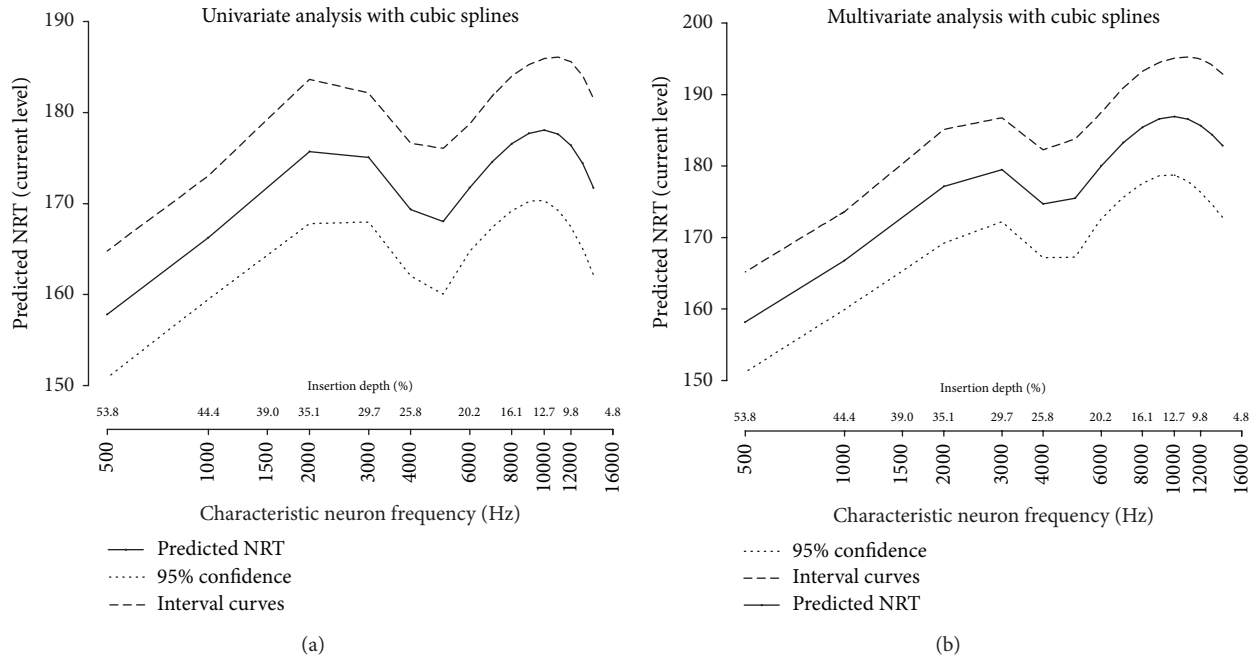 Univariate analysis with cubic splines
190
180
170
160
150
Predicted NRT (current level)
Insertion depth (%)
53.8 44.4 39.0 35.1 29.7 25.8 20.2 16.1 12.7 9.8 4.8
500 1000 1500 2000 3000 4000 6000 8000 10000 12000 16000
Characteristic neuron frequency (Hz)
Predicted NRT
95% confidence
Interval curves
(a)
Multivariate analysis with cubic splines
200
190
180
170
160
150
Predicted NRT (current level)
Insertion depth (%)
53.8 44.4 39.0 35.1 29.7 25.8 20.2 16.1 12.7 9.8 4.8
500 1000 1500 2000 3000 4000 6000 8000 10000 12000 16000
Characteristic neuron frequency (Hz)
95% confidence
Interval curves
Predicted NRT
(b)